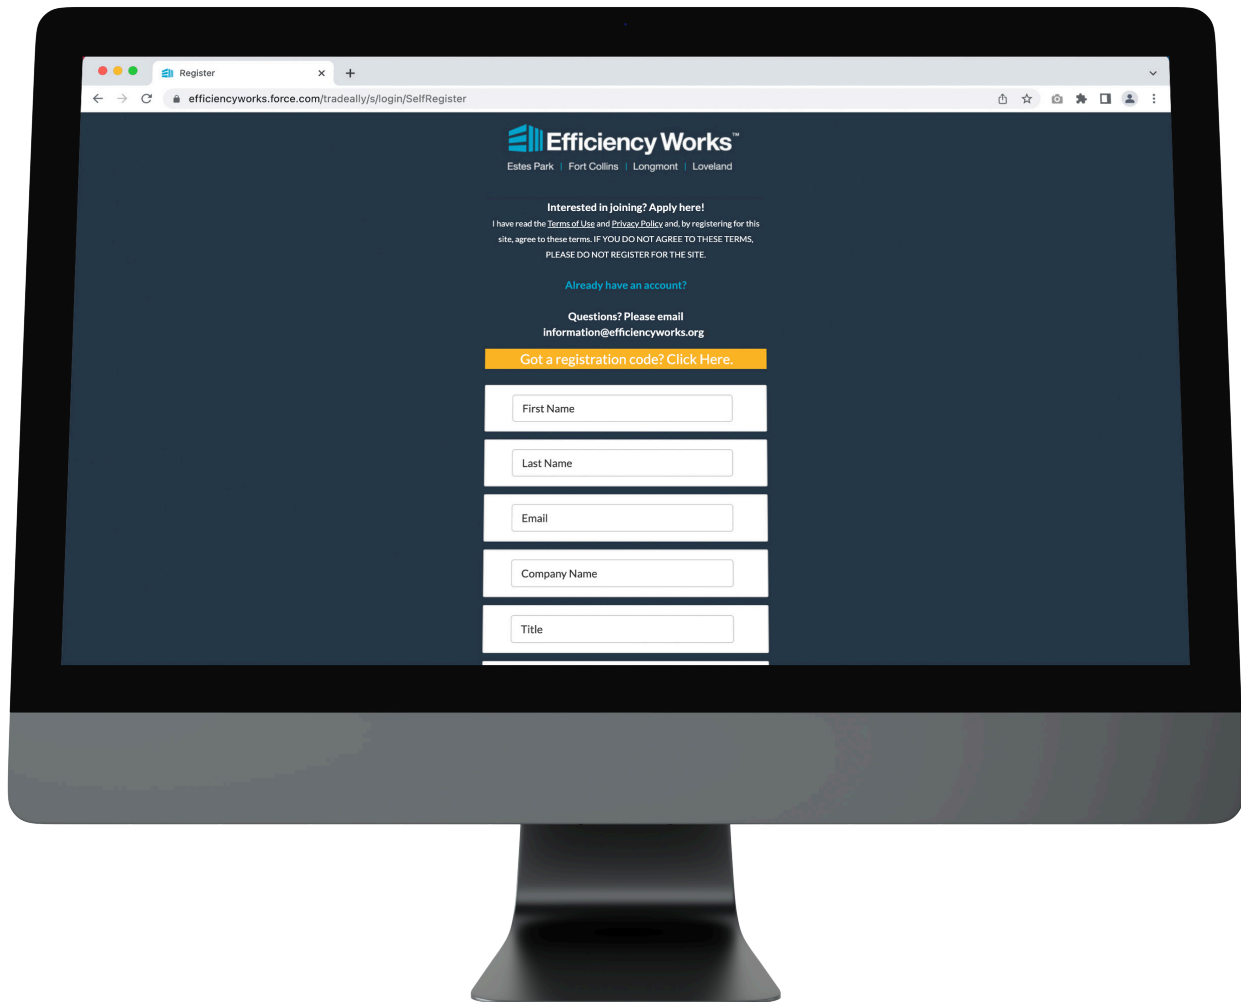 Register
efficiencyworks.force.com/tradeally/s/login/SelfRegister
Efficiency Works™
Estes Park | Fort Collins | Longmont | Loveland
Interested in joining? Apply here!
I have read the Terms of Use and Privacy Policy and, by registering for this
site, agree to these terms. IF YOU DO NOT AGREE TO THESE TERMS,
PLEASE DO NOT REGISTER FOR THE SITE.
Already have an account?
Questions? Please email
information@efficiencyworks.org
Got a registration code? Click Here.
First Name
Last Name
Email
Company Name
Title